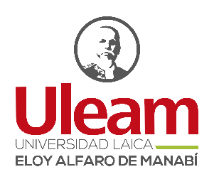 Uleam
UNIVERSIDAD LAICA
ELOY ALFARO DE MANABÍ